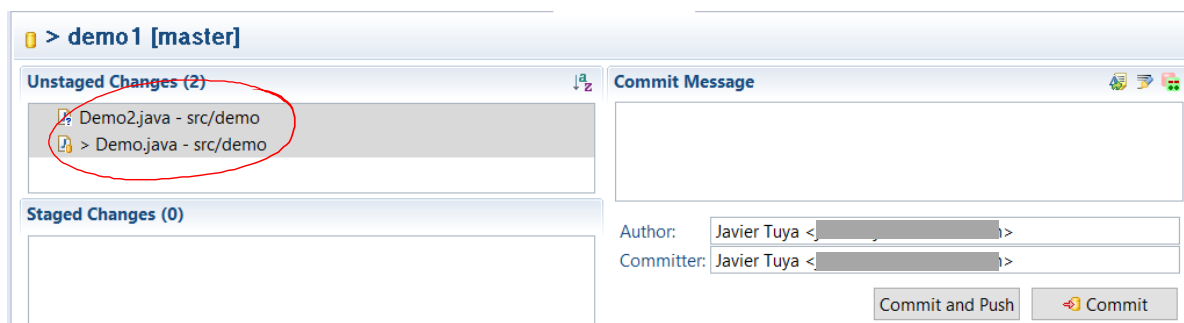 > demo1 [master]
Unstaged Changes (2)
Demo2.java - src/demo
> Demo.java - src/demo
Staged Changes (0)
Commit Message
Author: Javier Tuya <
Committer: Javier Tuya <
Commit and Push
Commit